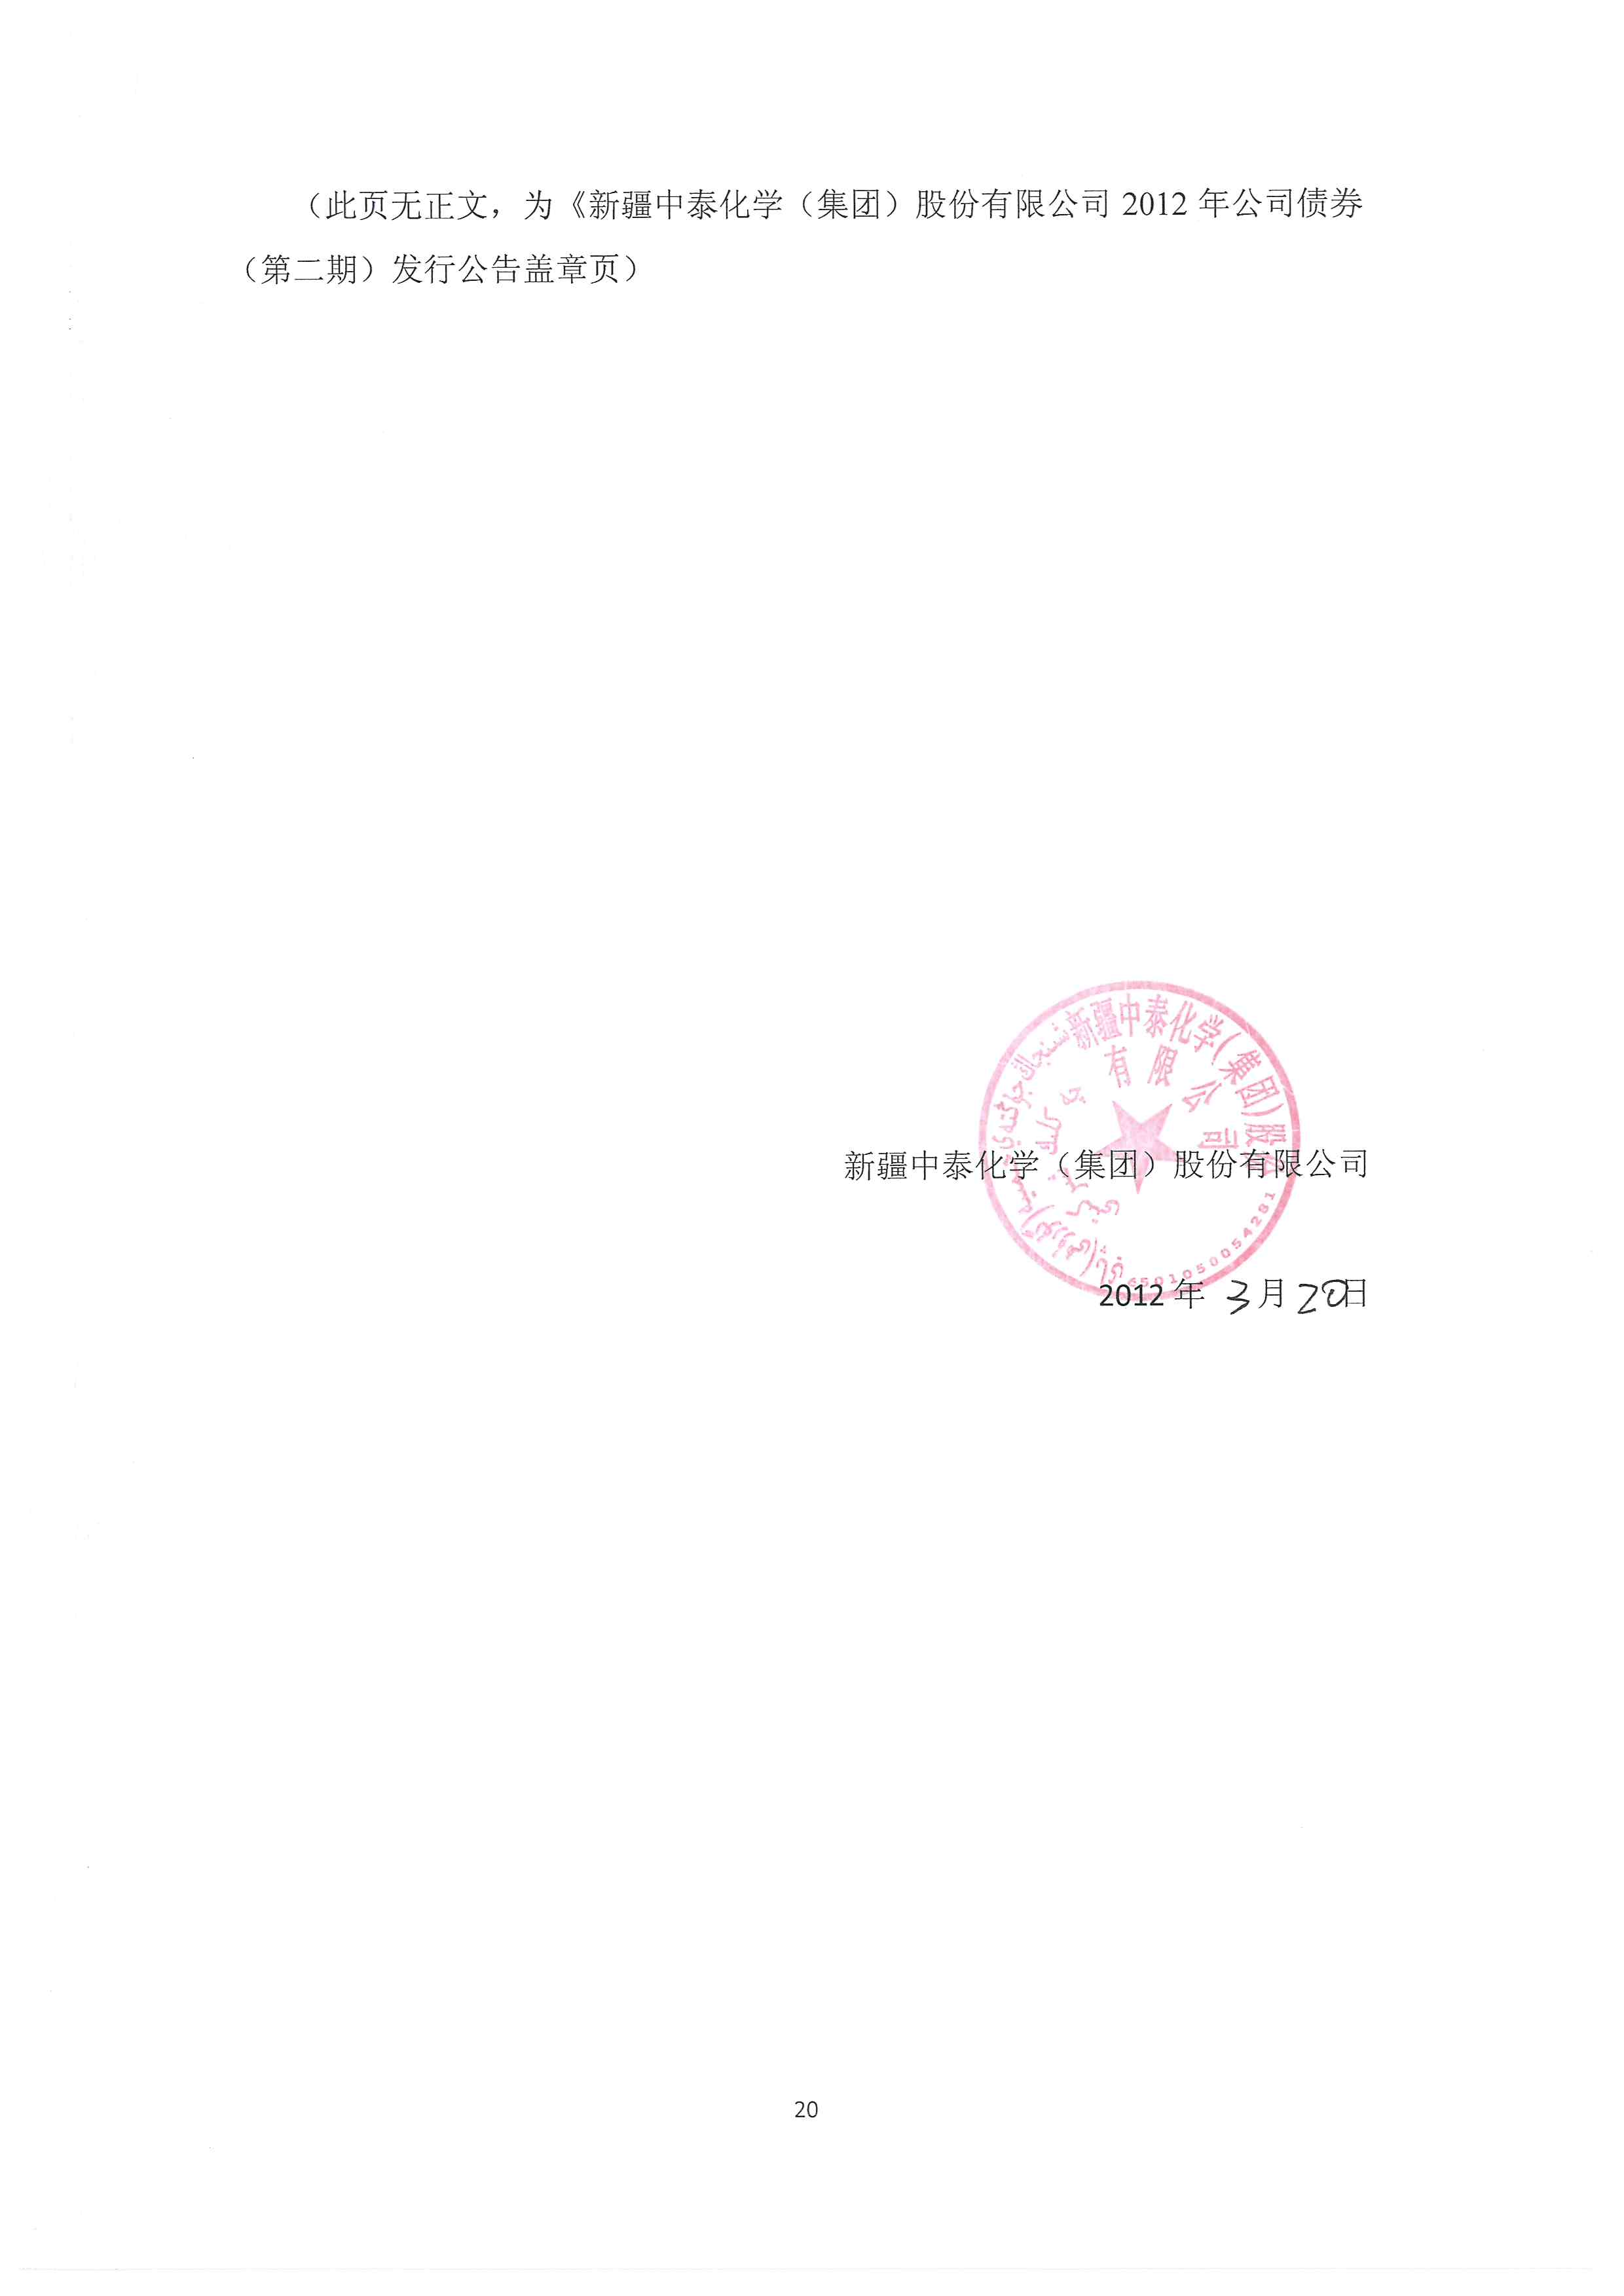 （此页无正文，为《新疆中泰化学（集团）股份有限公司 2012 年公司债券
（第二期）发行公告盖章页）
新疆中泰化学(集团)股份
有限公司
6501050054281
新疆中泰化学（集团）股份有限公司
2012 年 3 月 20 日
20